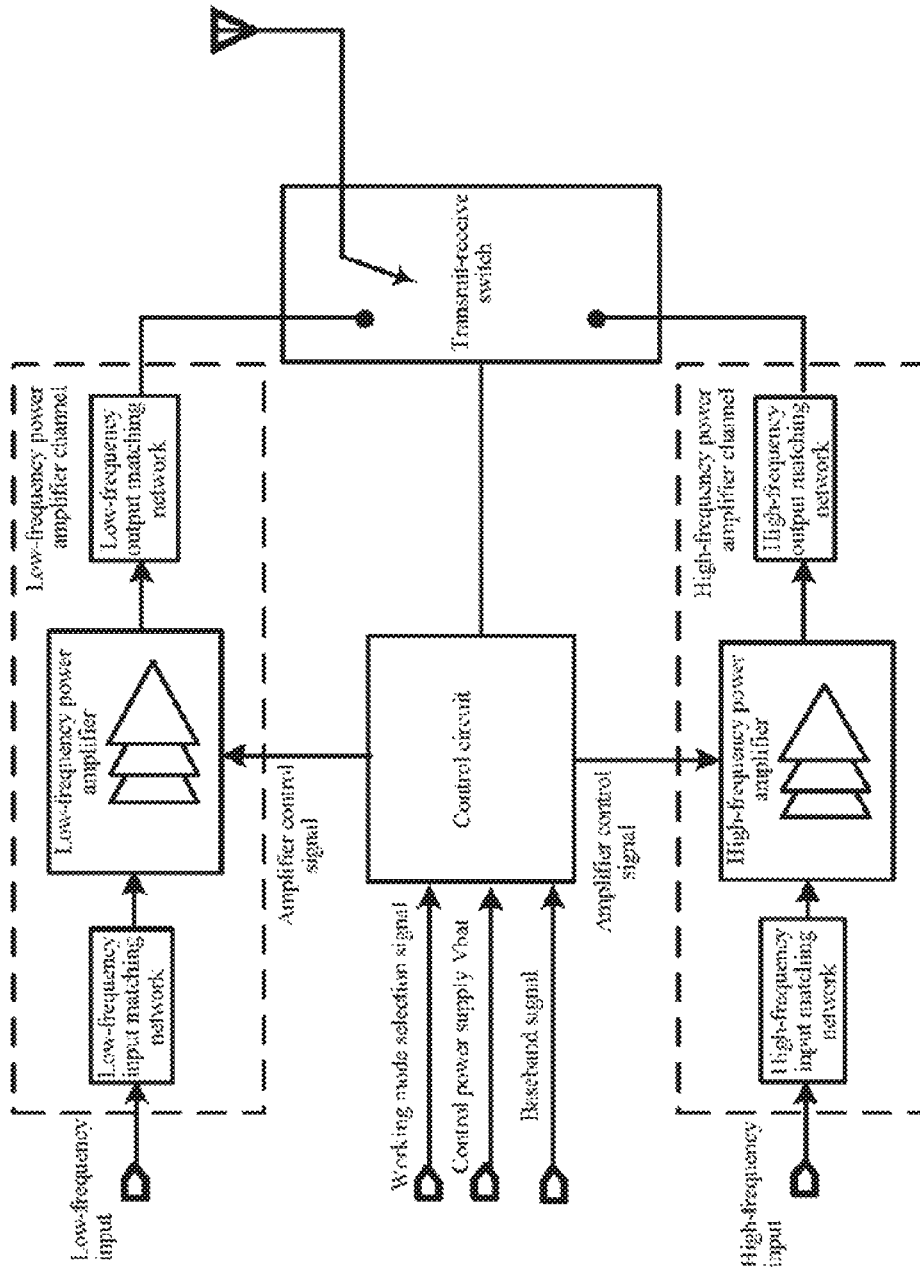 Low-frequency
input
Low-frequency
input matching
network
Low-frequency power
amplifier
Low-frequency power
amplifier channel
Low-frequency
output matching
network
Amplifier control
signal
Working mode selection signal
Control power supply Vbat
Baseband signal
Control circuit
Transmit-receive
switch
Amplifier control
signal
High-frequency
input
High-frequency
input matching
network
High-frequency power
amplifier
High-frequency power
amplifier channel
High-frequency
output matching
network